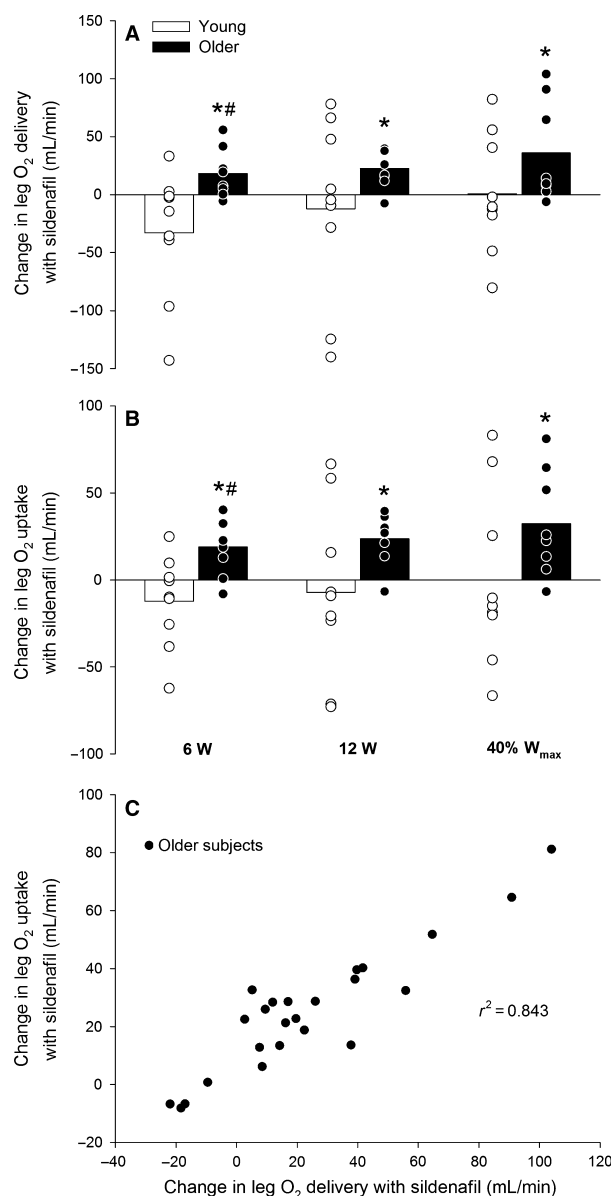 A
Young
Older
Change in leg O₂ delivery
with sildenafil (mL/min)
150
100
50
0
−50
−100
−150
*#
*
*
B
Change in leg O₂ uptake
with sildenafil (mL/min)
100
50
0
−50
−100
*#
*
*
6 W
12 W
40% Wmax
C
Older subjects
Change in leg O₂ uptake
with sildenafil (mL/min)
100
80
60
40
20
0
−20
r² = 0.843
−40
−20
0
20
40
60
80
100
120
Change in leg O₂ delivery with sildenafil (mL/min)